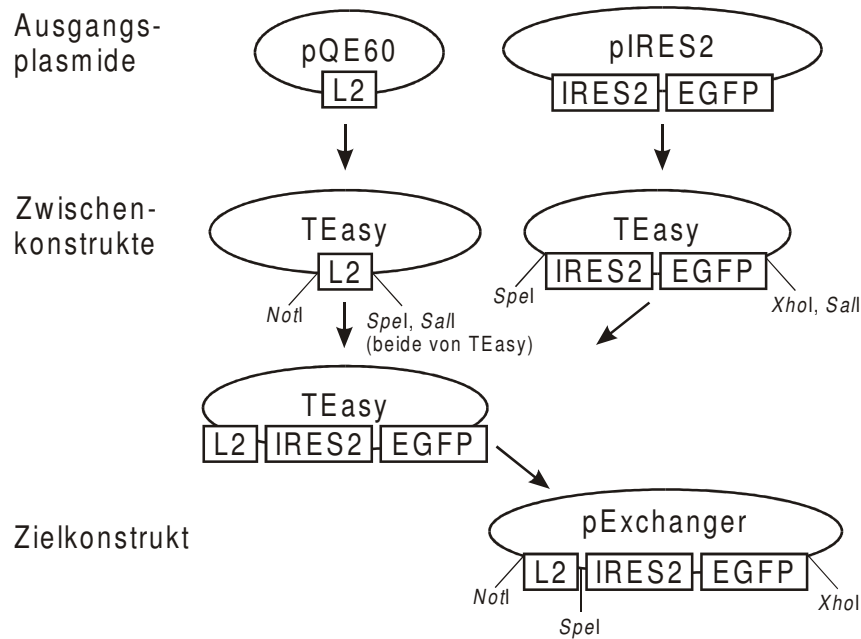 Ausgangs-
plasmide
pQE60
L2
pIRES2
IRES2
EGFP
Zwischen-
konstrukte
TEasy
L2
NotI
SpeI, SalI
(beide von TEasy)
TEasy
IRES2
EGFP
SpeI
XhoI, SalI
TEasy
L2
IRES2
EGFP
Zielkonstrukt
pExchanger
L2
IRES2
EGFP
NotI
SpeI
XhoI